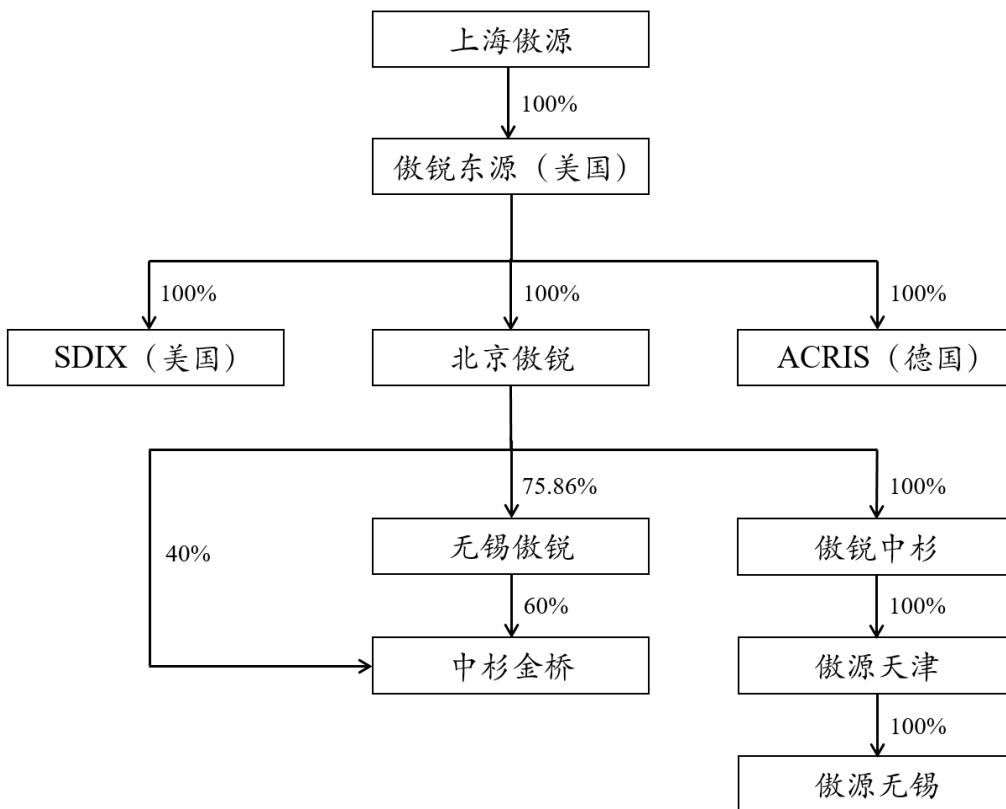 上海傲源
100%
傲锐东源（美国）
100%
100%
100%
SDIX（美国）
北京傲锐
ACRIS（德国）
75.86%
100%
40%
无锡傲锐
傲锐中杉
60%
100%
中杉金桥
傲源天津
100%
傲源无锡